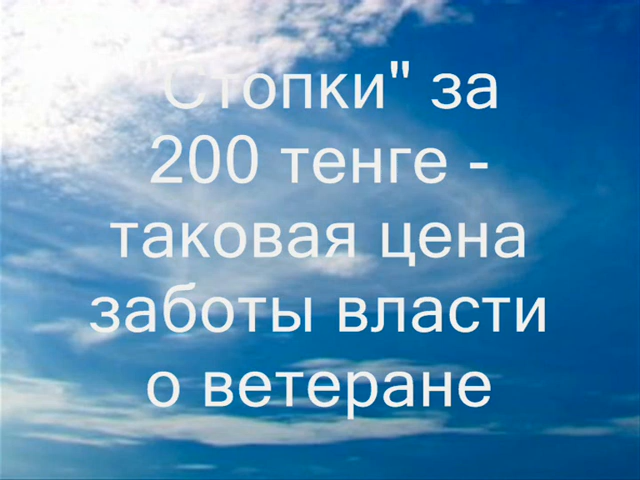 "Стопки" за
200 тенге -
таковая цена
заботы власти
о ветеране